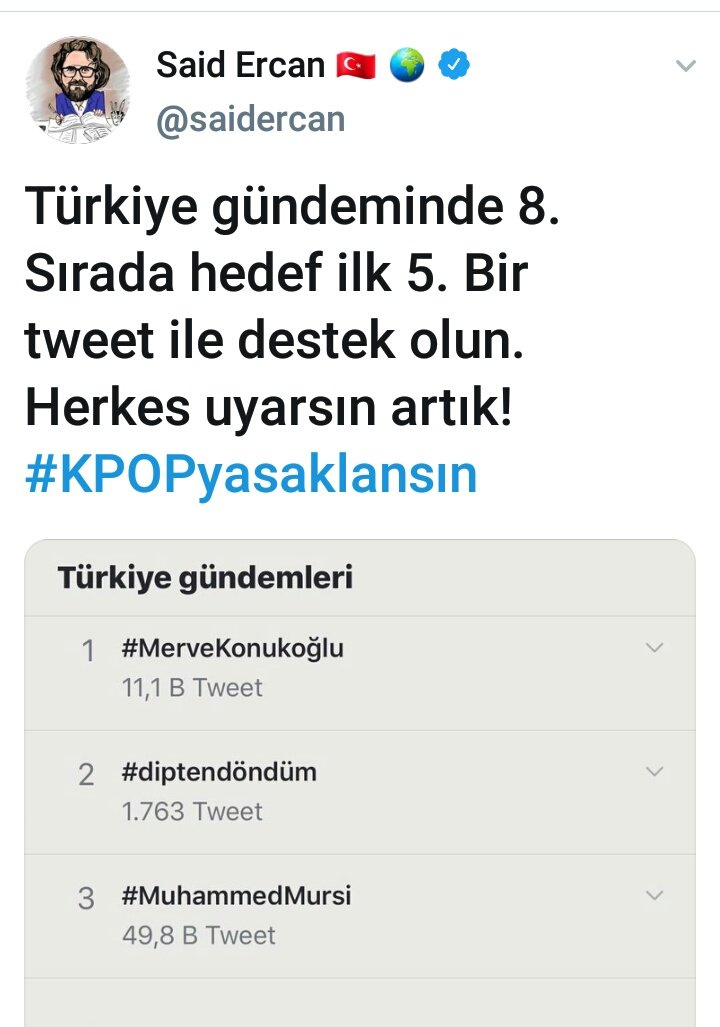 Said Ercan 🇹🇷 🌍
@saidercan
Türkiye gündeminde 8.
Sırada hedef ilk 5. Bir
tweet ile destek olun.
Herkes uyarsın artık!
#KPOPyasaklansın
Türkiye gündemleri
1 #MerveKonukoğlu
11,1 B Tweet
2 #diptendöndüm
1.763 Tweet
3 #MuhammedMursi
49,8 B Tweet